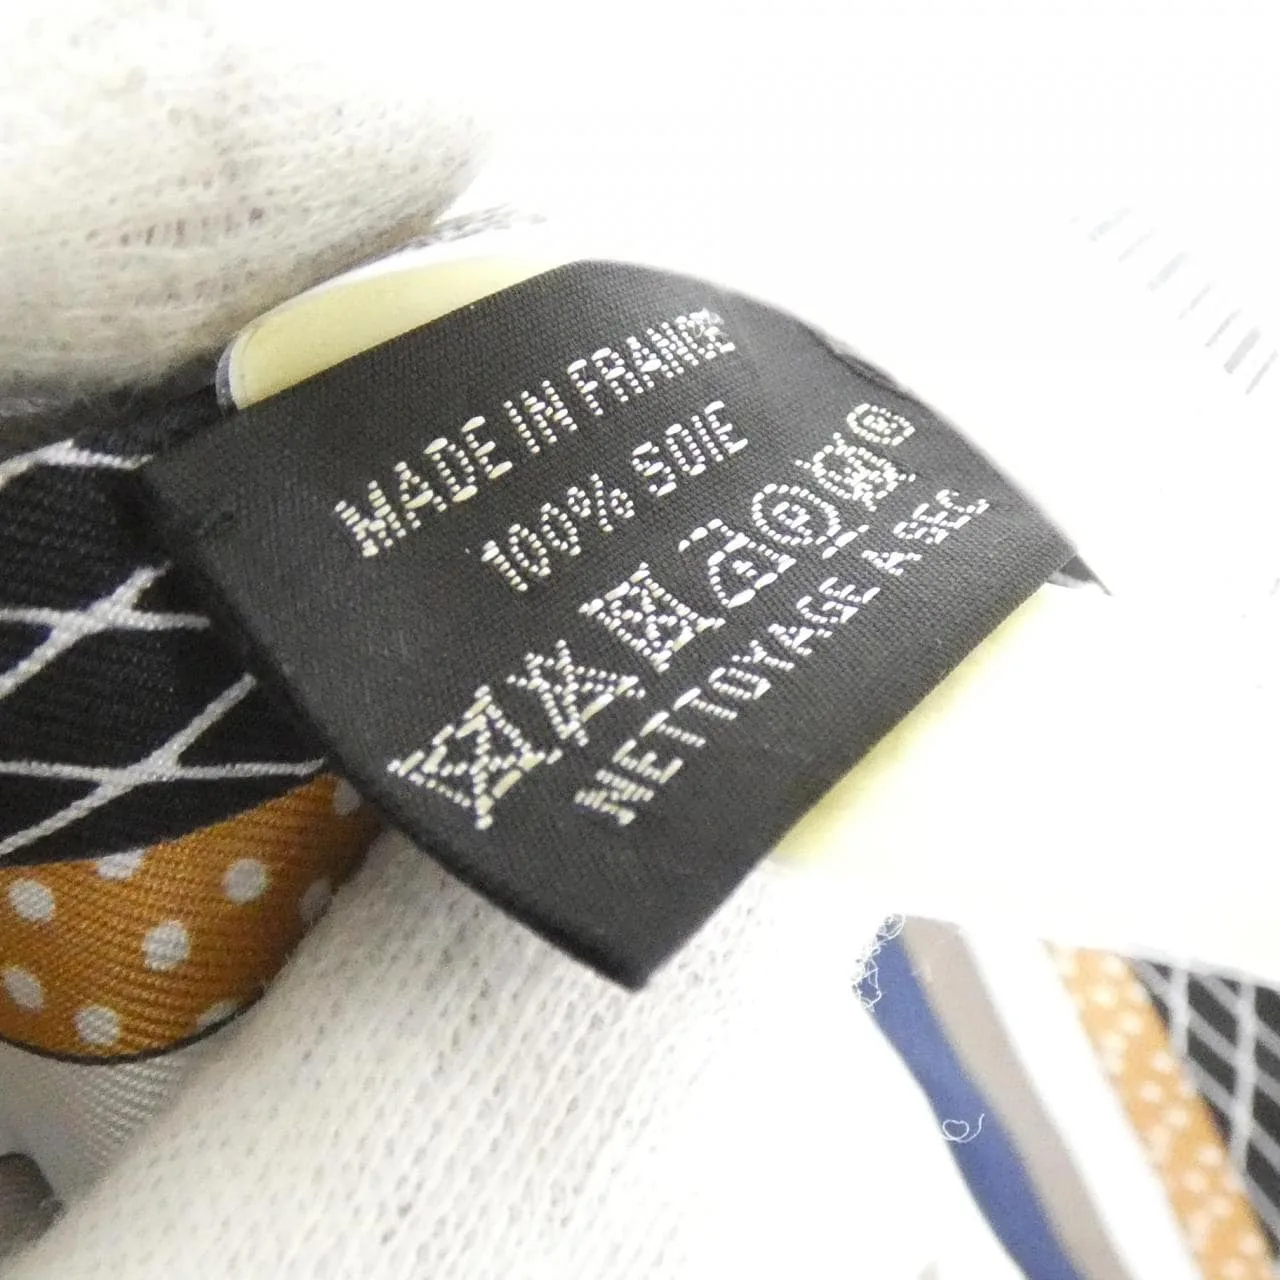 MADE IN FRANCE
100% SOIE
NETTOYAGE A SEC